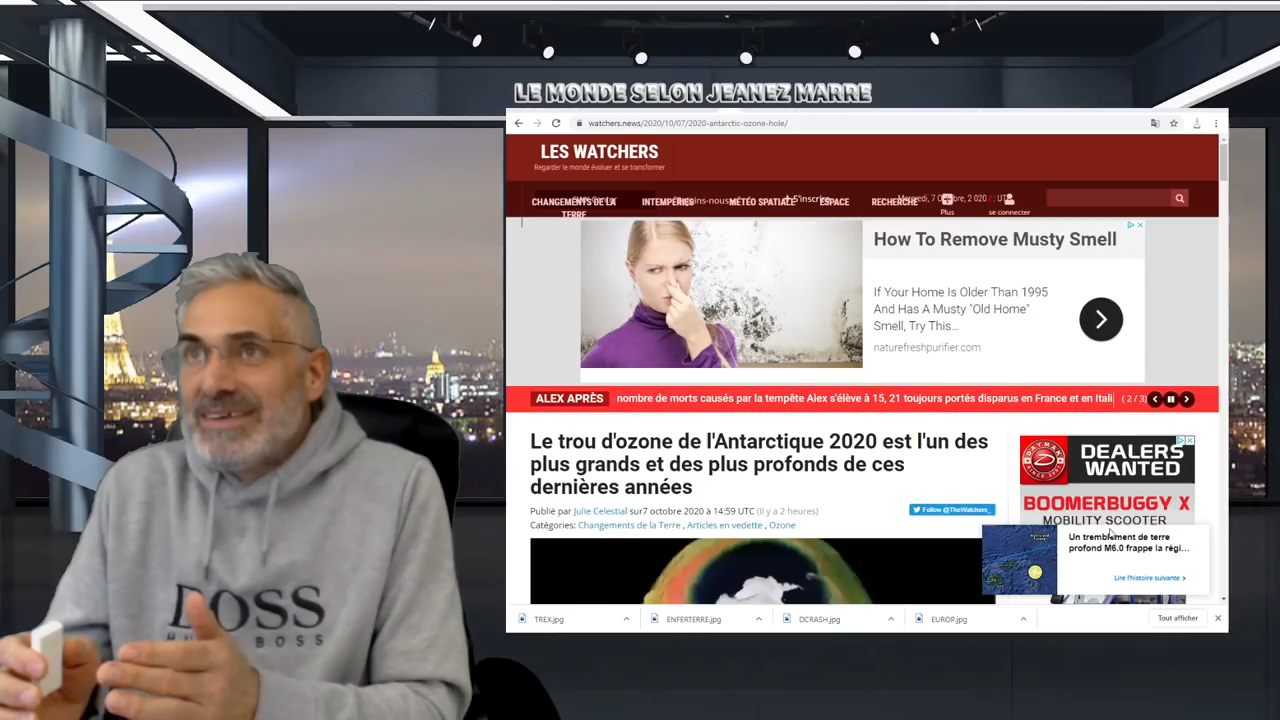 LE MONDE SELON JEANEZ MARRE
watchers.news/2020/10/07/2020-antarctic-ozone-hole/
LES WATCHERS
Regarder le monde évoluer et se transformer
CHANGEMENTS DE LA TERRE
INTEMPÉRIES
MÉTÉO SPATIALE
S'inscrire
ESPACE
RECHERCHE
Plus
se connecter
How To Remove Musty Smell
If Your Home Is Older Than 1995
And Has A Musty "Old Home"
Smell, Try This...
naturefreshpurifier.com
ALEX APRÈS
nombre de morts causés par la tempête Alex s'élève à 15, 21 toujours portés disparus en France et en Itali
( 2 / 3 )
Le trou d'ozone de l'Antarctique 2020 est l'un des
plus grands et des plus profonds de ces
dernières années
Publié par Julie Celestial sur7 octobre 2020 à 14:59 UTC (Il y a 2 heures)
Follow @TheWatchers_
Catégories: Changements de la Terre , Articles en vedette , Ozone
DAYMAK
DEALERS
WANTED
BOOMERBUGGY X
MOBILITY SCOOTER
Un tremblement de terre
profond M6.0 frappe la régi...
Lire l'histoire suivante
TREX.jpg
ENFERTERRE.jpg
DCRASH.jpg
EUROP.jpg
Tout afficher
BOSS
HUGO BOSS